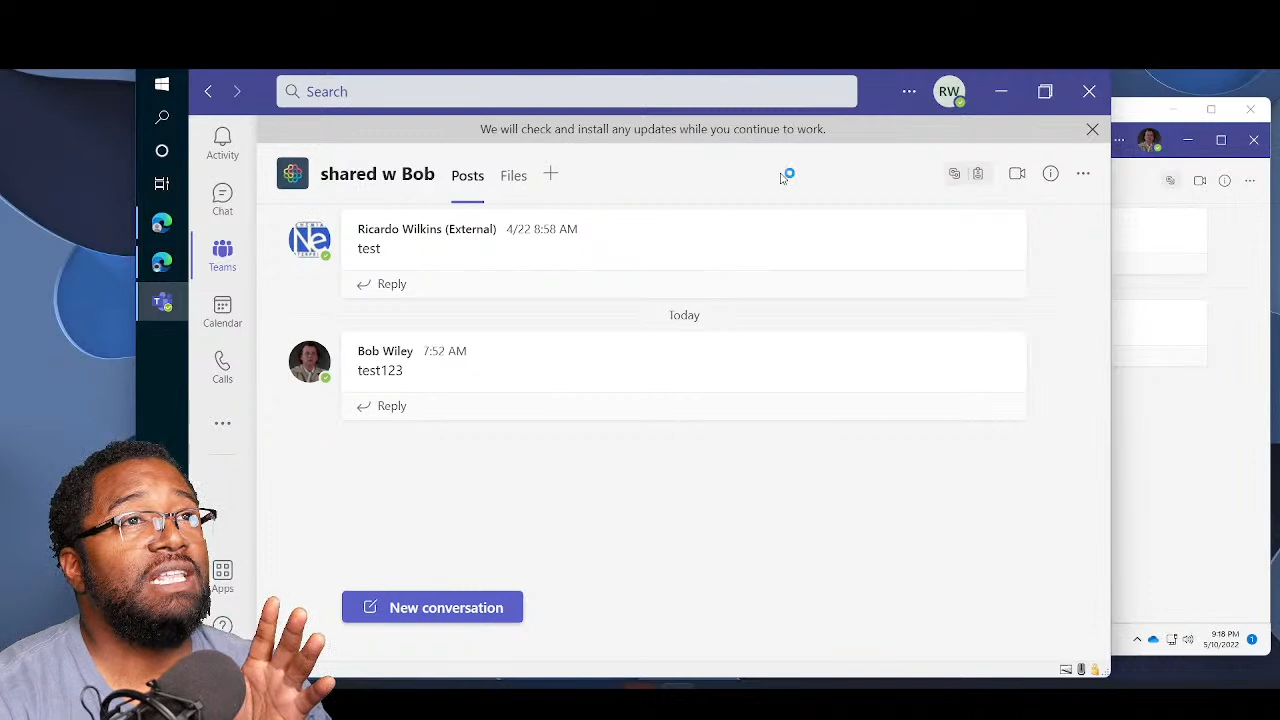 Search
RW
We will check and install any updates while you continue to work.
Activity
Chat
Teams
Calendar
Calls
Apps
shared w Bob
Posts
Files
Ricardo Wilkins (External) 4/22 8:58 AM
test
Reply
Today
Bob Wiley 7:52 AM
test123
Reply
New conversation
9:18 PM
5/10/2022
1